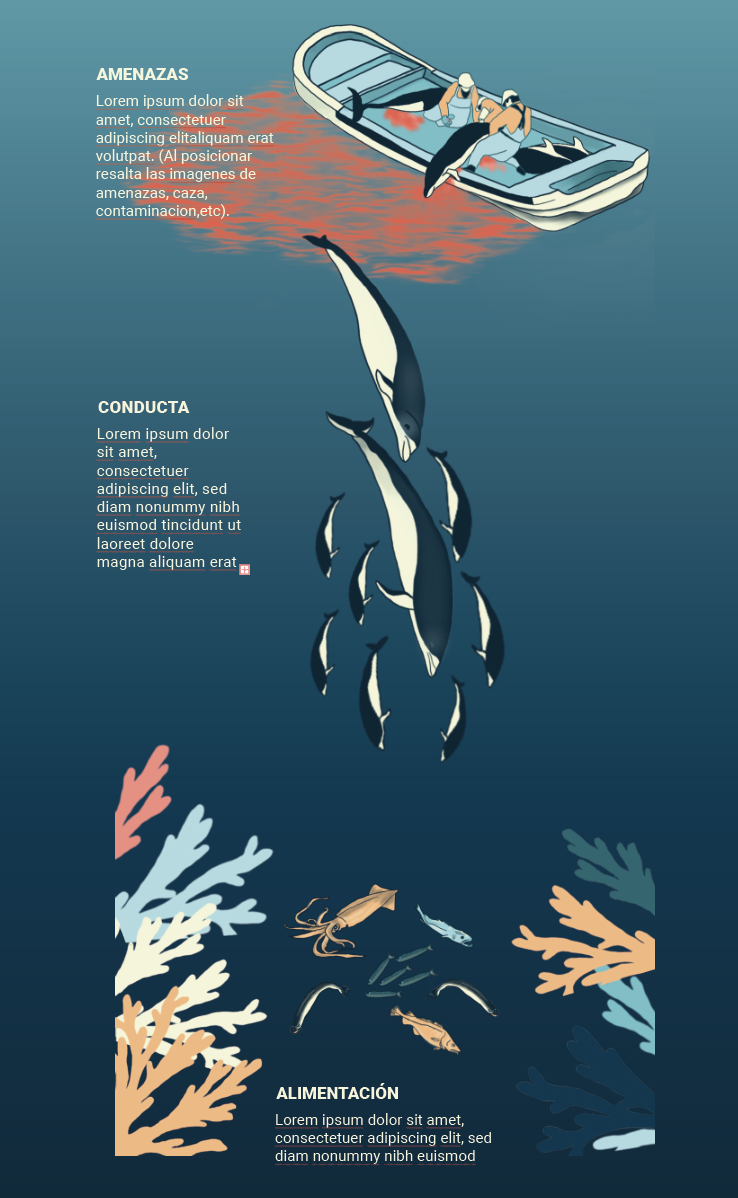 AMENAZAS
Lorem ipsum dolor sit
amet, consectetuer
adipiscing elitaliquam erat
volutpat. (Al posicionar
resalta las imagenes de
amenazas, caza,
contaminacion,etc).
CONDUCTA
Lorem ipsum dolor
sit amet,
consectetuer
adipiscing elit, sed
diam nonummy nibh
euismod tincidunt ut
laoreet dolore
magna aliquam erat
ALIMENTACIÓN
Lorem ipsum dolor sit amet,
consectetuer adipiscing elit, sed
diam nonummy nibh euismod